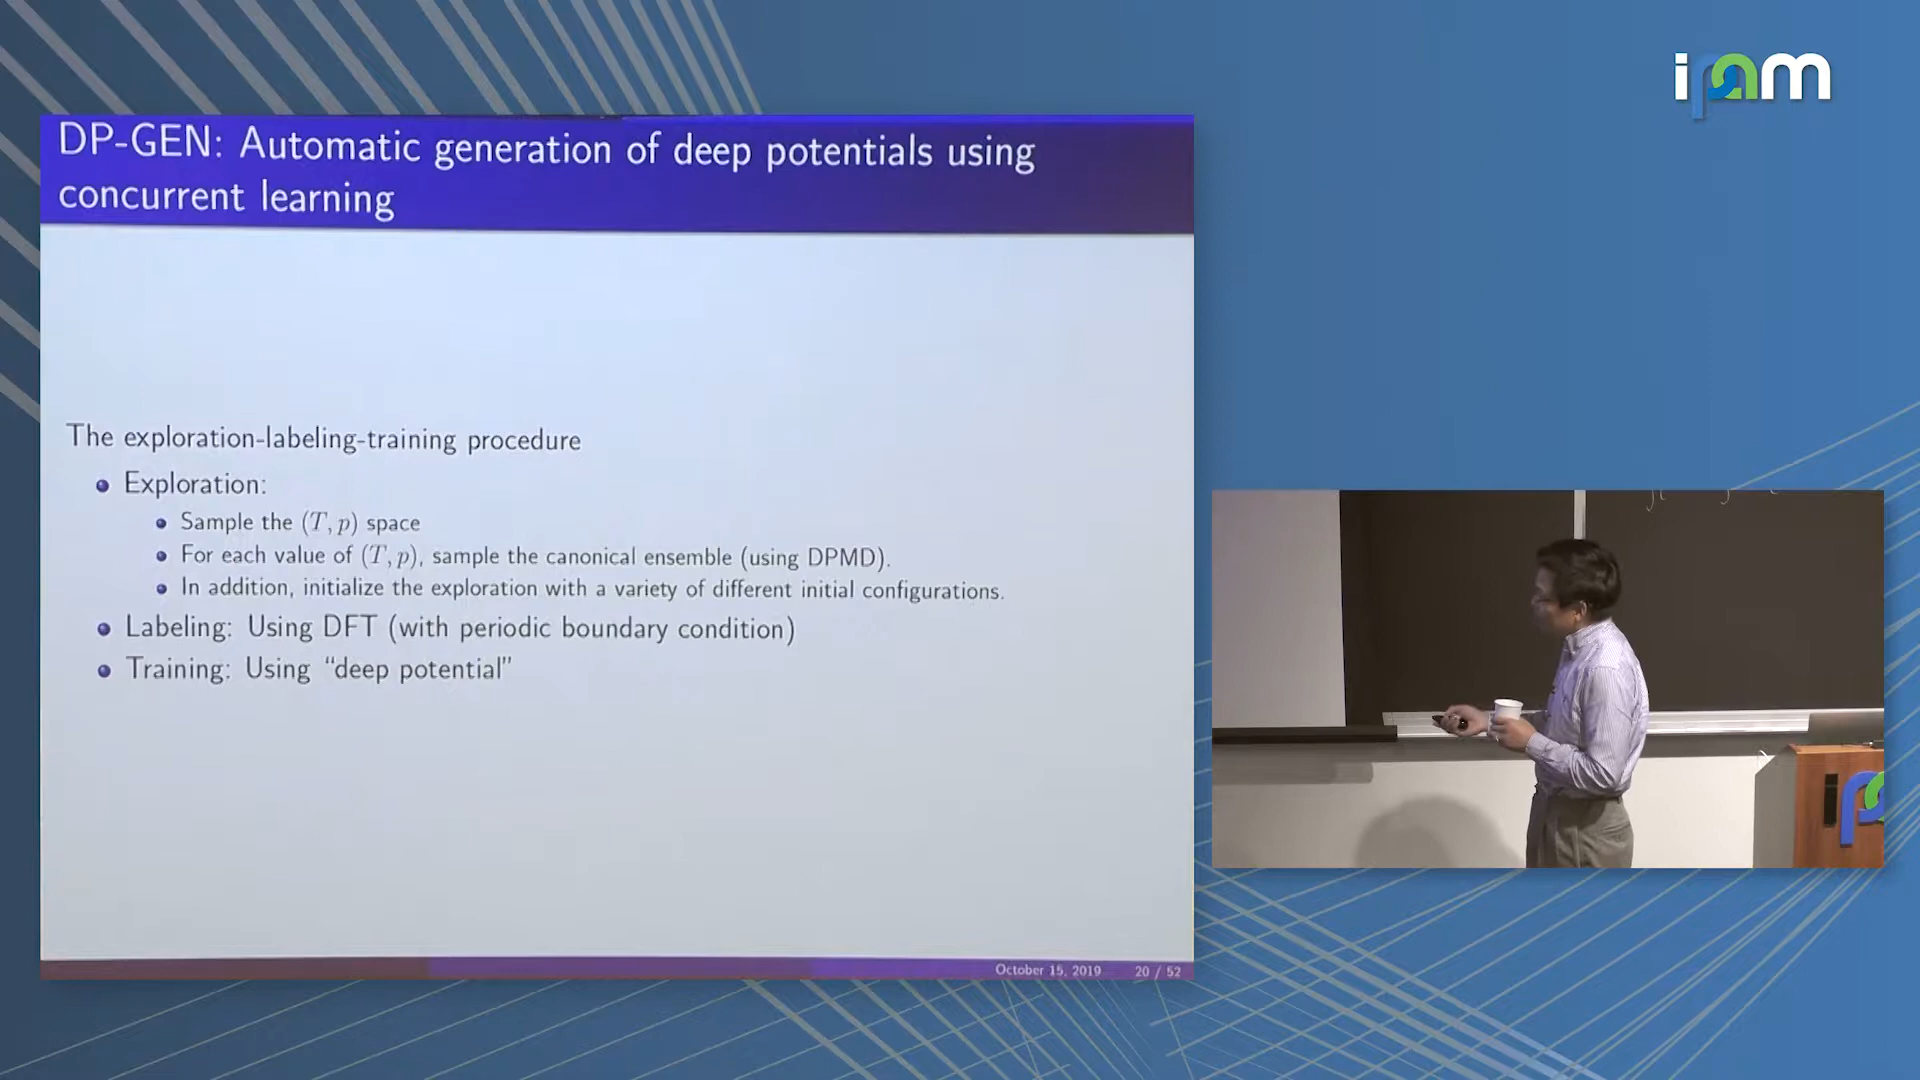 ipam
DP-GEN: Automatic generation of deep potentials using
concurrent learning
The exploration-labeling-training procedure
Exploration:
Sample the (T, p) space
For each value of (T, p), sample the canonical ensemble (using DPMD).
In addition, initialize the exploration with a variety of different initial configurations.
Labeling: Using DFT (with periodic boundary condition)
Training: Using “deep potential”
October 15, 2019 20 / 52